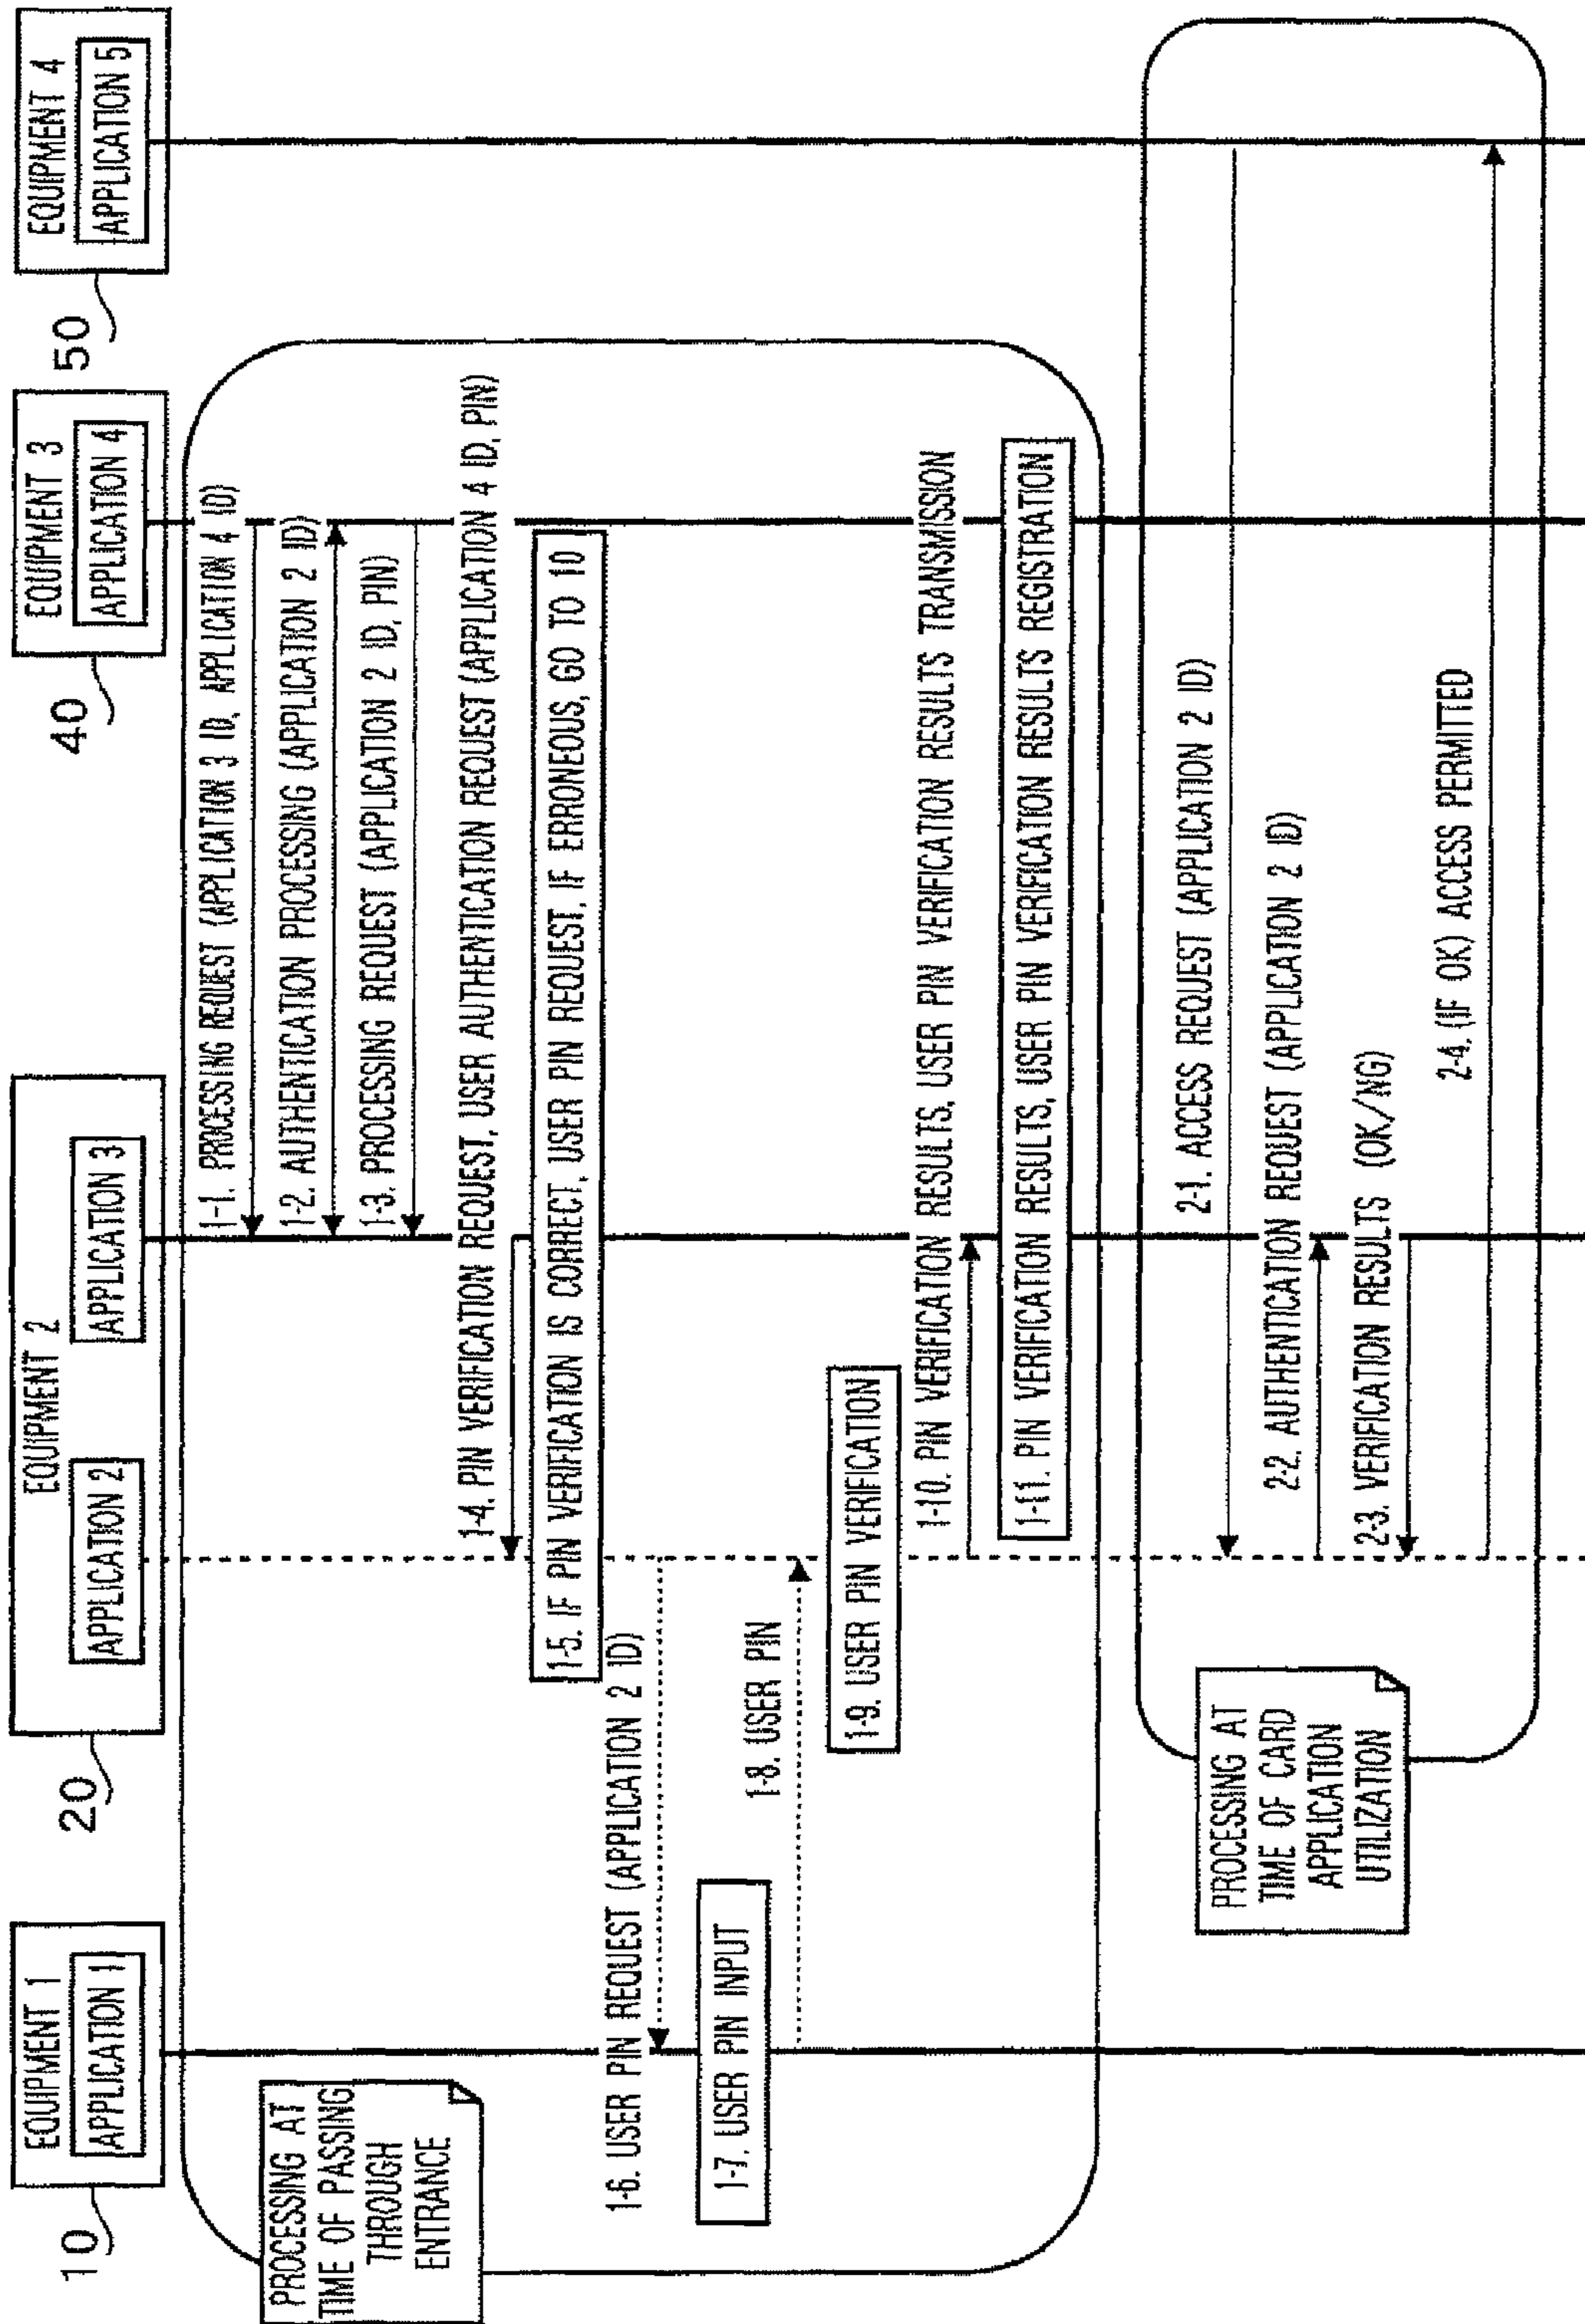 10
EQUIPMENT 1
APPLICATION 1
20
EQUIPMENT 2
APPLICATION 2
APPLICATION 3
40
EQUIPMENT 3
APPLICATION 4
50
EQUIPMENT 4
APPLICATION 5
PROCESSING AT
TIME OF PASSING
THROUGH
ENTRANCE
1-1. PROCESSING REQUEST (APPLICATION 3 ID, APPLICATION 4 ID)
1-2. AUTHENTICATION PROCESSING (APPLICATION 2 ID)
1-3. PROCESSING REQUEST (APPLICATION 2 ID, PIN)
1-4. PIN VERIFICATION REQUEST, USER AUTHENTICATION REQUEST (APPLICATION 4 ID, PIN)
1-5. IF PIN VERIFICATION IS CORRECT, USER PIN REQUEST, IF ERRONEOUS, GO TO 10
1-6. USER PIN REQUEST (APPLICATION 2 ID)
1-7. USER PIN INPUT
1-8. USER PIN
1-9. USER PIN VERIFICATION
1-10. PIN VERIFICATION RESULTS, USER PIN VERIFICATION RESULTS TRANSMISSION
1-11. PIN VERIFICATION RESULTS, USER PIN VERIFICATION RESULTS REGISTRATION
PROCESSING AT
TIME OF CARD
APPLICATION
UTILIZATION
2-1. ACCESS REQUEST (APPLICATION 2 ID)
2-2. AUTHENTICATION REQUEST (APPLICATION 2 ID)
2-3. VERIFICATION RESULTS (OK/NG)
2-4. (IF OK) ACCESS PERMITTED